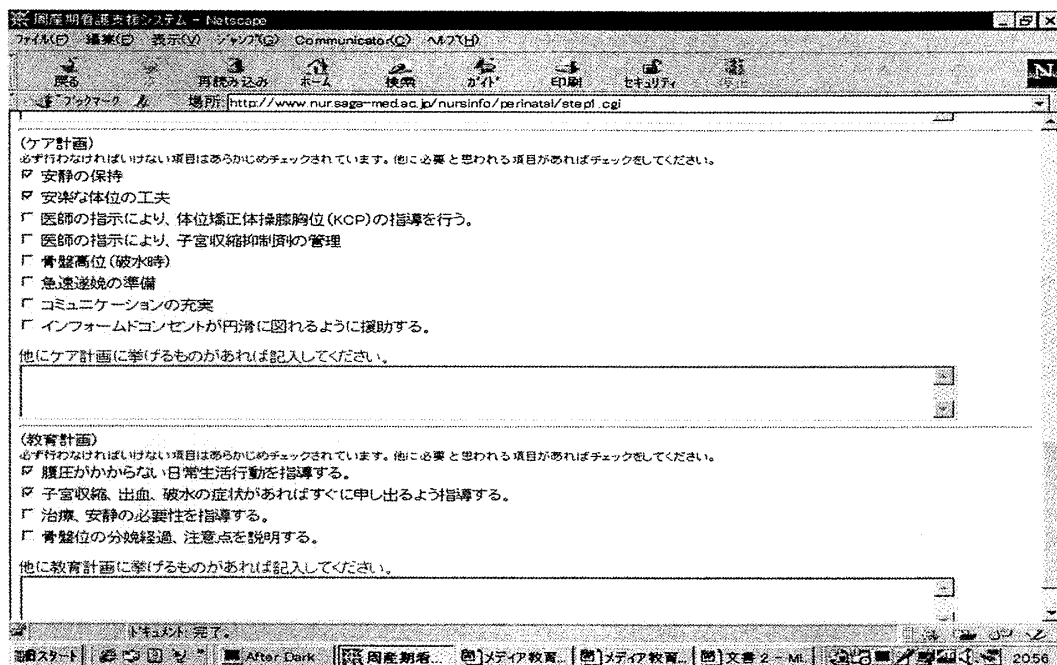 周産期看護支援システム - Netscape
ファイル(F) 編集(E) 表示(V) ジャンプ(G) Communicator(C) ヘルプ(H)
戻る 再読み込み ホーム 検索 ガイド 印刷 セキュリティ
ブックマーク 場所: http://www.nur.saga-med.ac.jp/nursinfo/perinatal/step1.cgi
(ケア計画)
必ず行わなければいけない項目はあらかじめチェックされています。他に必要と思われる項目があればチェックをしてください。
安静の保持
安楽な体位の工夫
医師の指示により、体位矯正体操膝胸位(KCP)の指導を行う。
医師の指示により、子宮収縮抑制剤の管理
骨盤高位(破水時)
急速遂娩の準備
コミュニケーションの充実
インフォームドコンセントが円滑に図れるように援助する。
他にケア計画に挙げるものがあれば記入してください。
(教育計画)
必ず行わなければいけない項目はあらかじめチェックされています。他に必要と思われる項目があればチェックをしてください。
腹圧がかからない日常生活行動を指導する。
子宮収縮、出血、破水の症状があればすぐに申し出るよう指導する。
治療、安静の必要性を指導する。
骨盤位の分娩経過、注意点を説明する。
他に教育計画に挙げるものがあれば記入してください。
ドキュメント: 完了。
スタート After Dark 周産期看... メディア教育... メディア教育... 文書 2 - Mi... 20:56